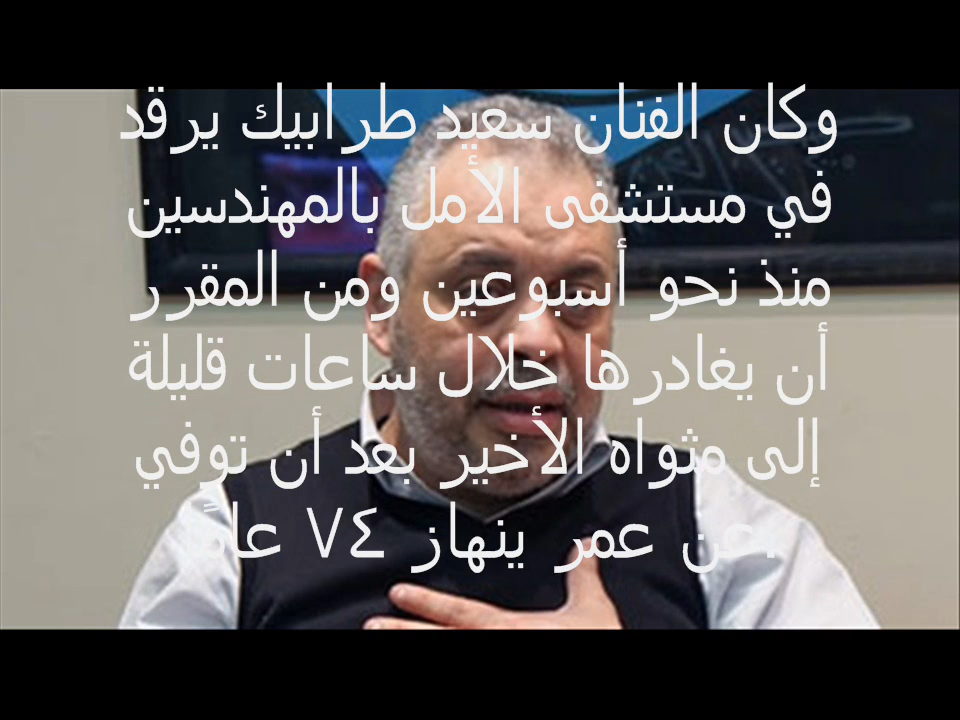 وكان الفنان سعيد طرابيك يرقد
في مستشفى الأمل بالمهندسين
منذ نحو أسبوعين ومن المقرر
أن يغادرها خلال ساعات قليلة
إلى مثواه الأخير بعد أن توفي
عن عمر ينهاز ٧٤ عامًا.